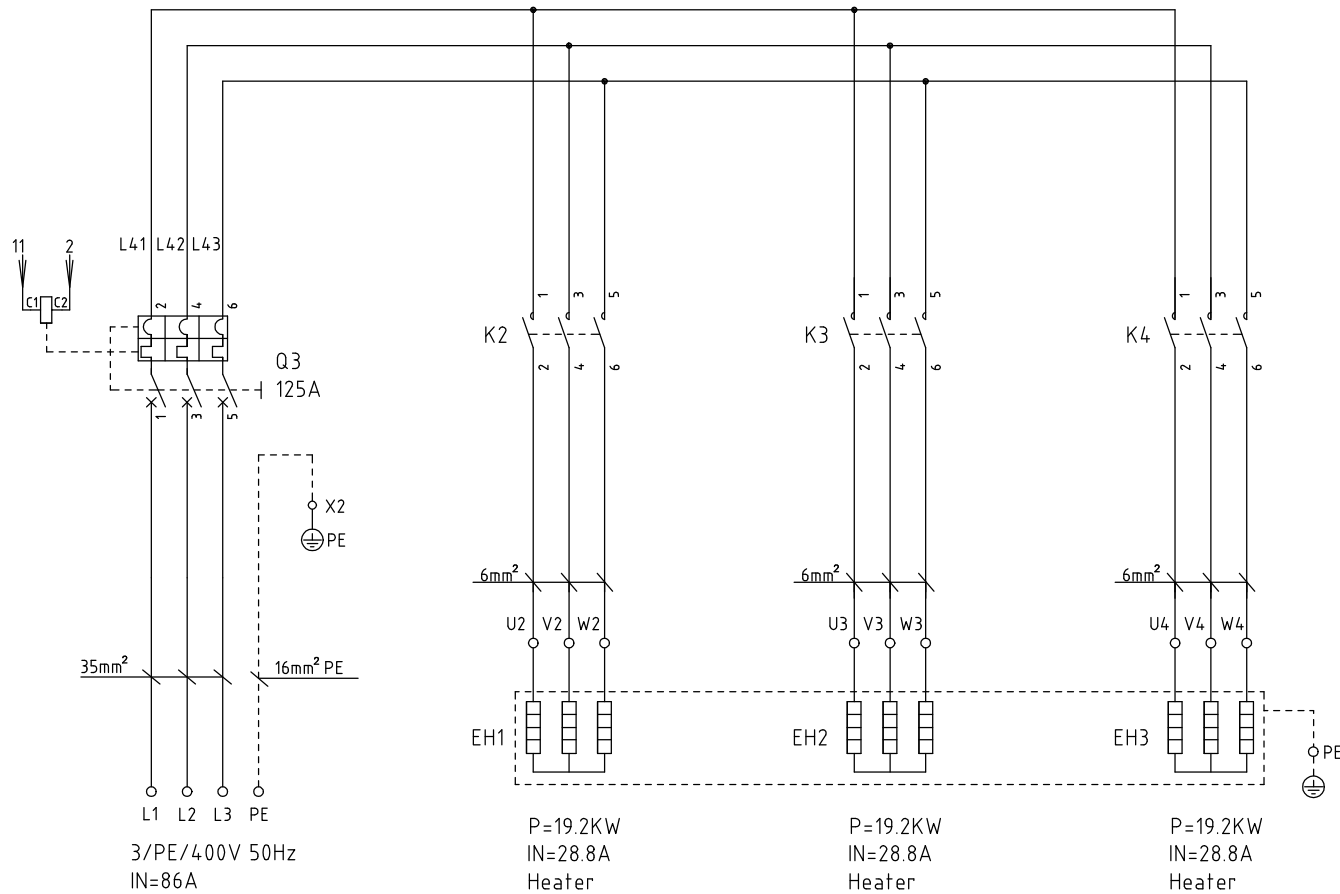 L41 L42 L43
11 2
C1 C2
2 4 6
Q3
125A
1 3 5
X2
PE
35mm²
16mm² PE
L1 L2 L3 PE
3/PE/400V 50Hz
IN=86A
1 3 5
K2
2 4 6
6mm²
U2 V2 W2
EH1
P=19.2KW
IN=28.8A
Heater
1 3 5
K3
2 4 6
6mm²
U3 V3 W3
EH2
P=19.2KW
IN=28.8A
Heater
1 3 5
K4
2 4 6
6mm²
U4 V4 W4
EH3
PE
P=19.2KW
IN=28.8A
Heater